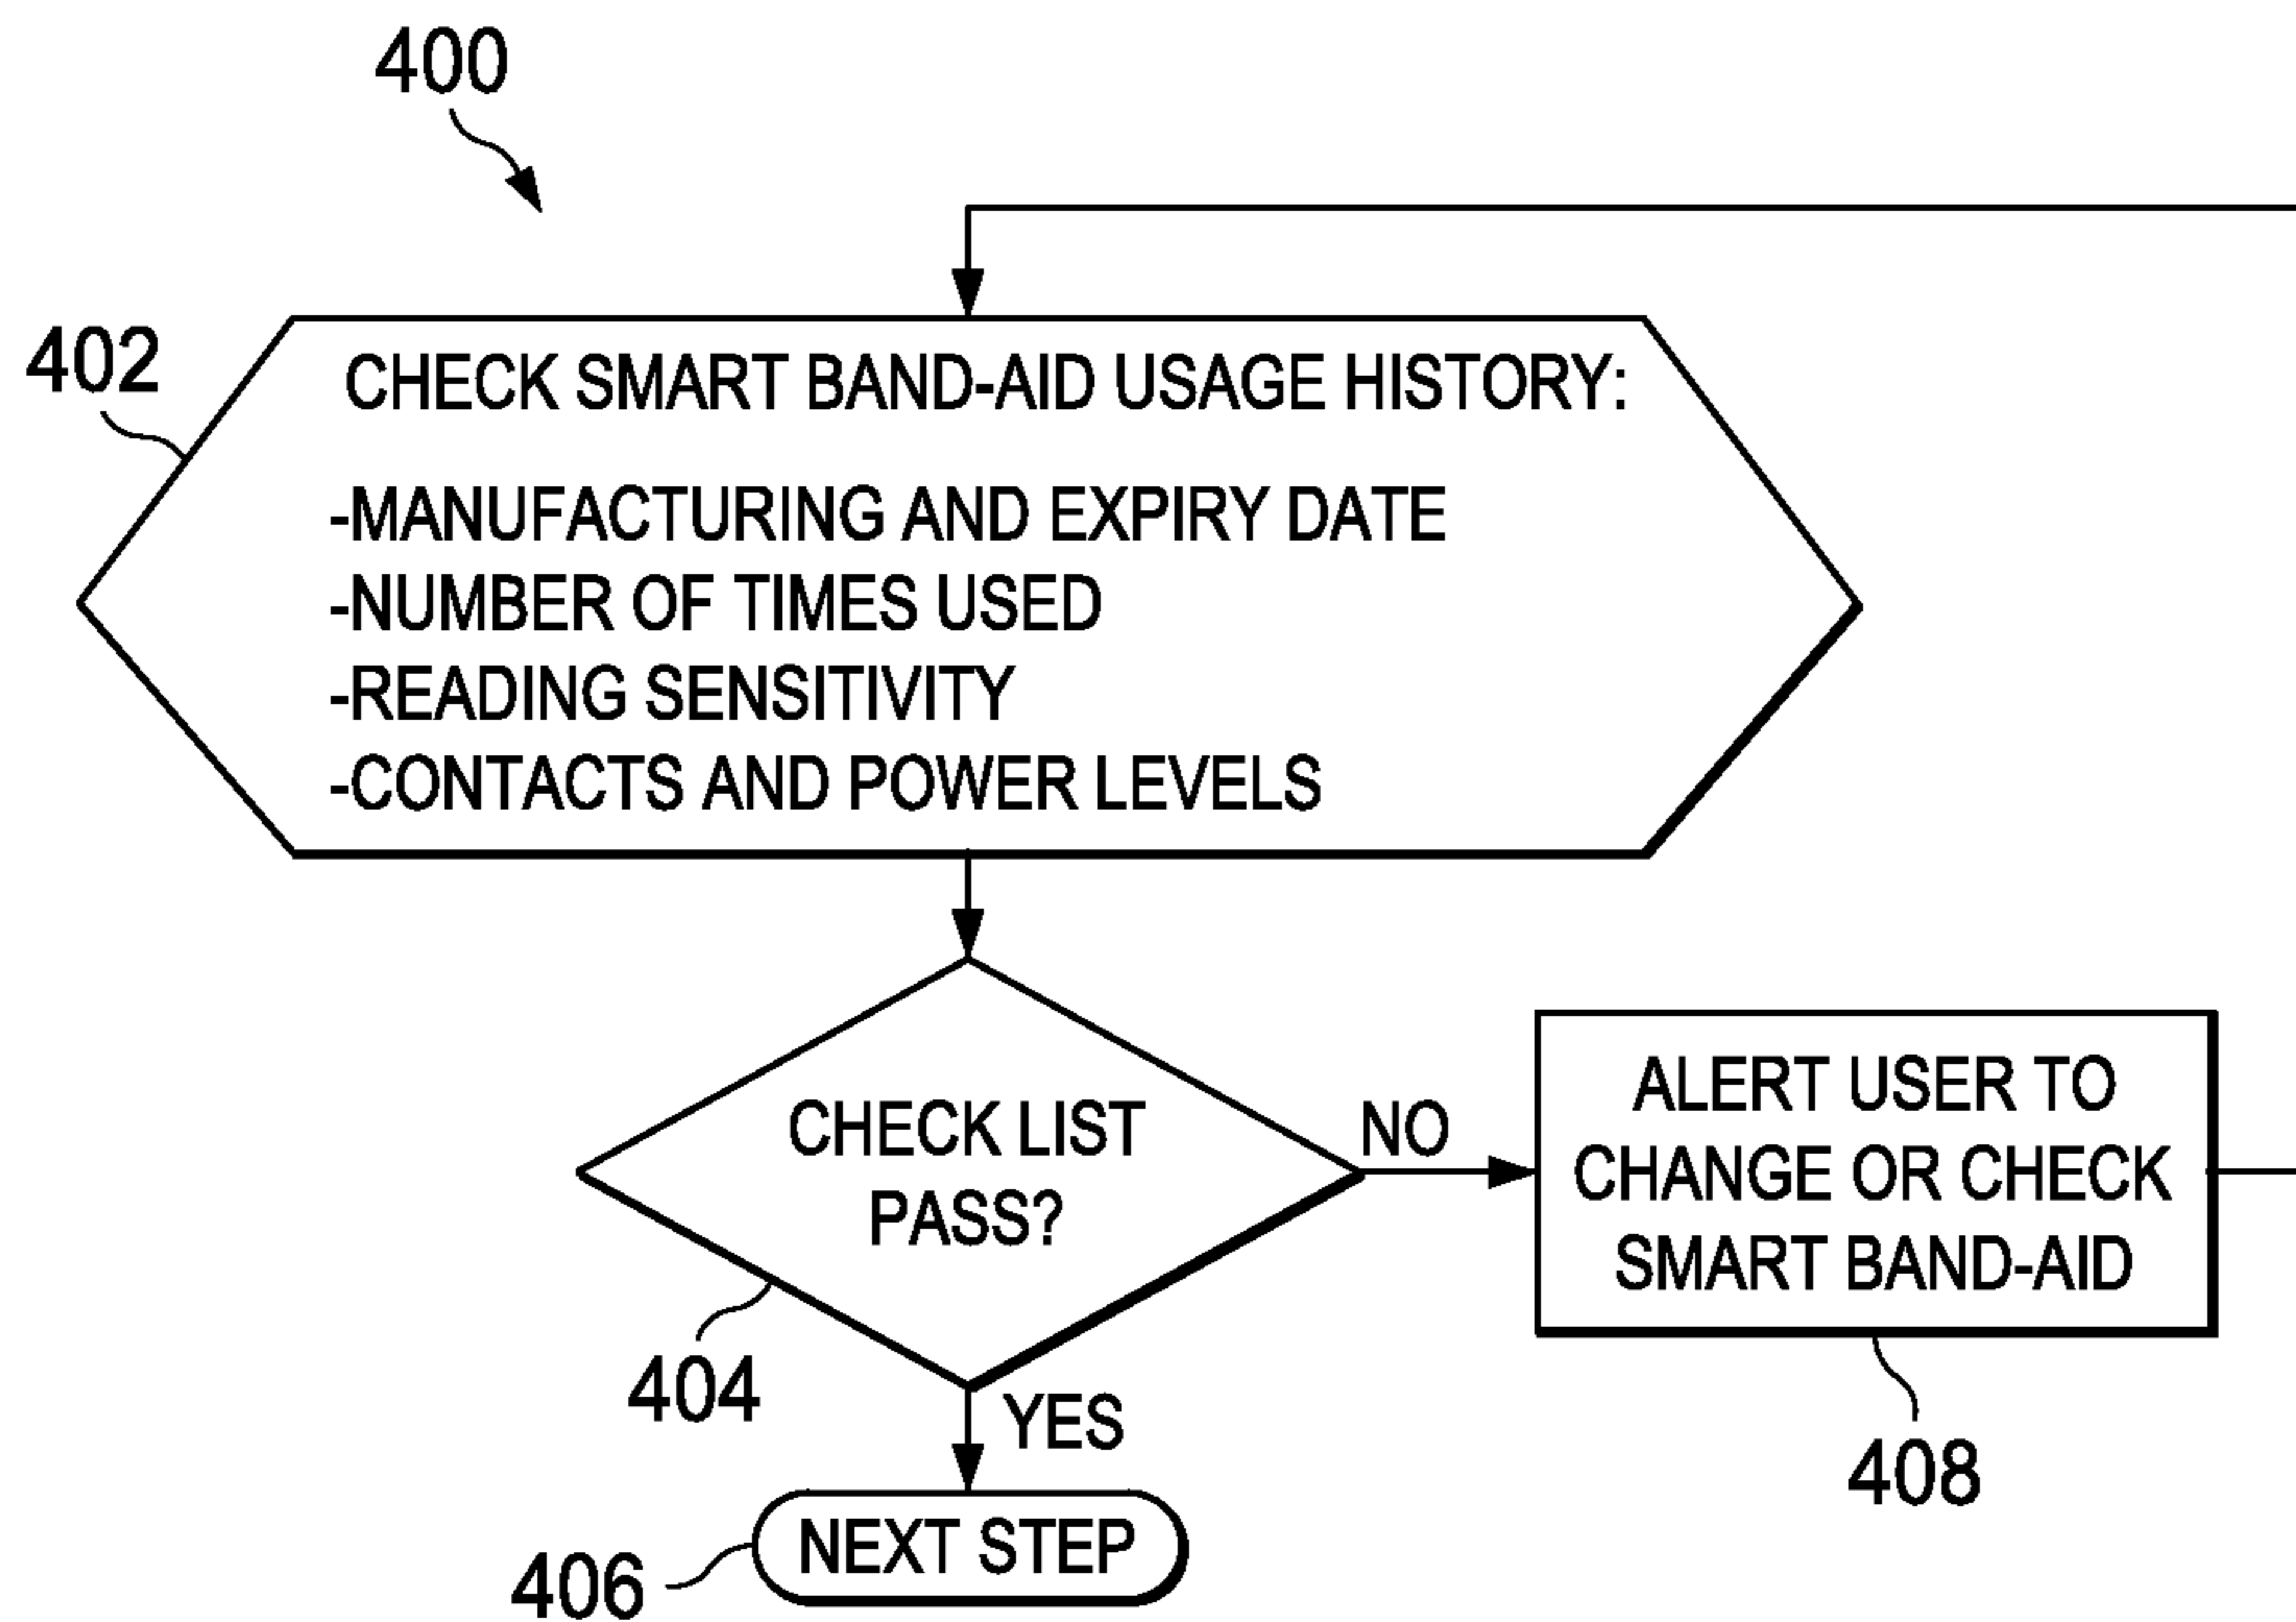 400
402
CHECK SMART BAND-AID USAGE HISTORY:
-MANUFACTURING AND EXPIRY DATE
-NUMBER OF TIMES USED
-READING SENSITIVITY
-CONTACTS AND POWER LEVELS
CHECK LIST
PASS?
NO
ALERT USER TO
CHANGE OR CHECK
SMART BAND-AID
404
YES
408
NEXT STEP
406